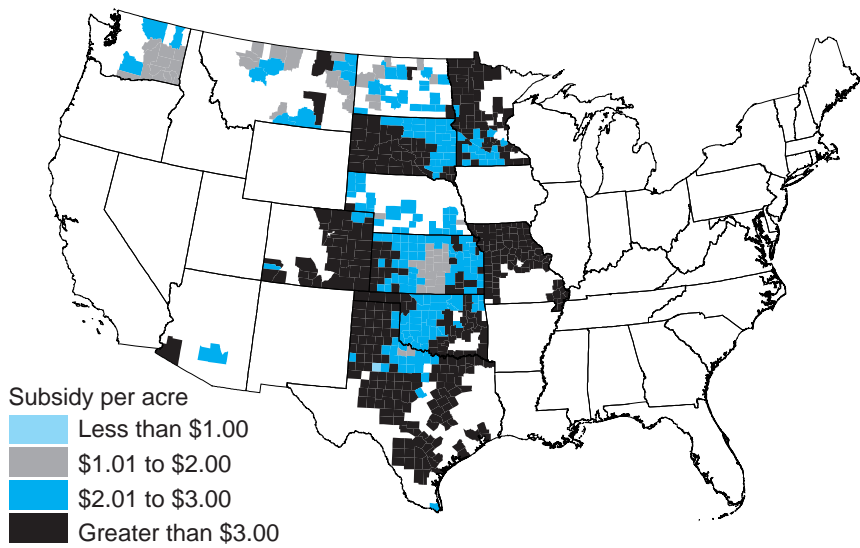 Subsidy per acre
Less than $1.00
$1.01 to $2.00
$2.01 to $3.00
Greater than $3.00